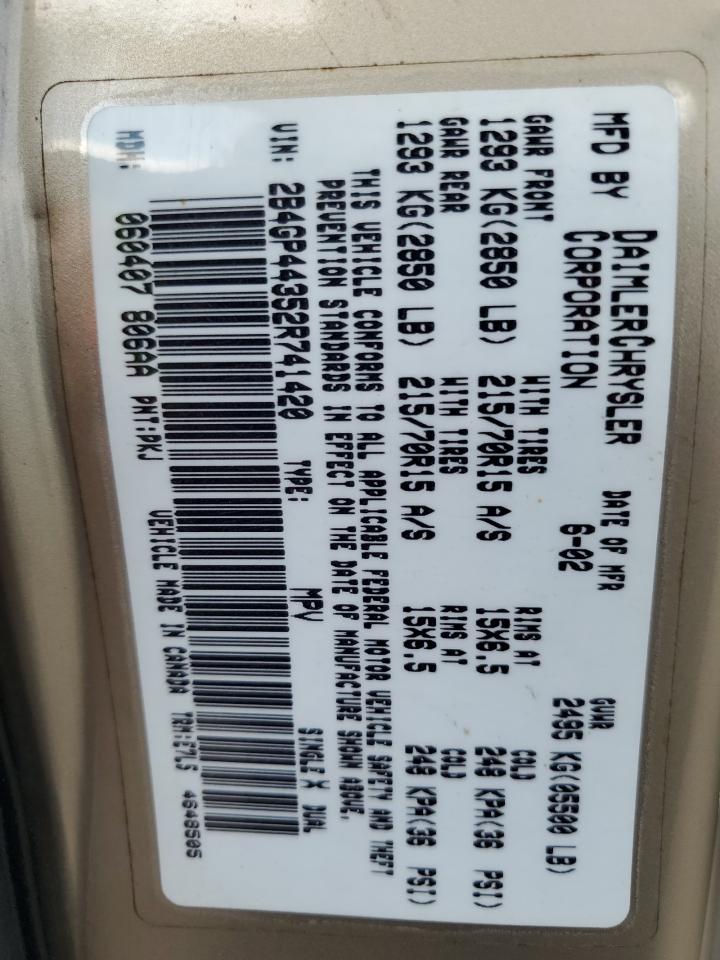 MFD BY DAIMLERCHRYSLER CORPORATION DATE OF MFR 6-02 GVWR 2495 KG(05500 LB)
GAWR FRONT WITH TIRES RIMS AT COLD
1293 KG(2850 LB) 215/70R15 A/S 15X6.5 248 KPA(36 PSI)
GAWR REAR WITH TIRES RIMS AT COLD
1293 KG(2850 LB) 215/70R15 A/S 15X6.5 248 KPA(36 PSI)
THIS VEHICLE CONFORMS TO ALL APPLICABLE FEDERAL MOTOR VEHICLE SAFETY AND THEFT
PREVENTION STANDARDS IN EFFECT ON THE DATE OF MANUFACTURE SHOWN ABOVE.
VIN: 2B4GP44352R741420 TYPE: MPV SINGLE X DUAL
MDH: 060407 806AA PNT:PKJ VEHICLE MADE IN CANADA TRM:E7L5 4648505